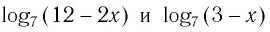 log₇ (12 − 2x) и log₇ (3 − x)